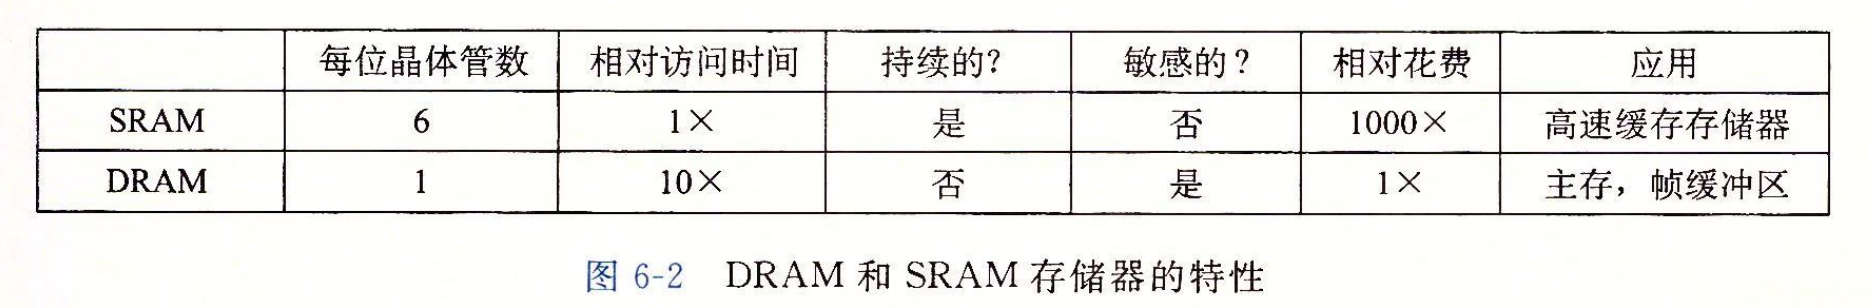 每位晶体管数 相对访问时间 持续的? 敏感的? 相对花费 应用
SRAM 6 1× 是 否 1000× 高速缓存存储器
DRAM 1 10× 否 是 1× 主存，帧缓冲区
图 6-2 DRAM 和 SRAM 存储器的特性